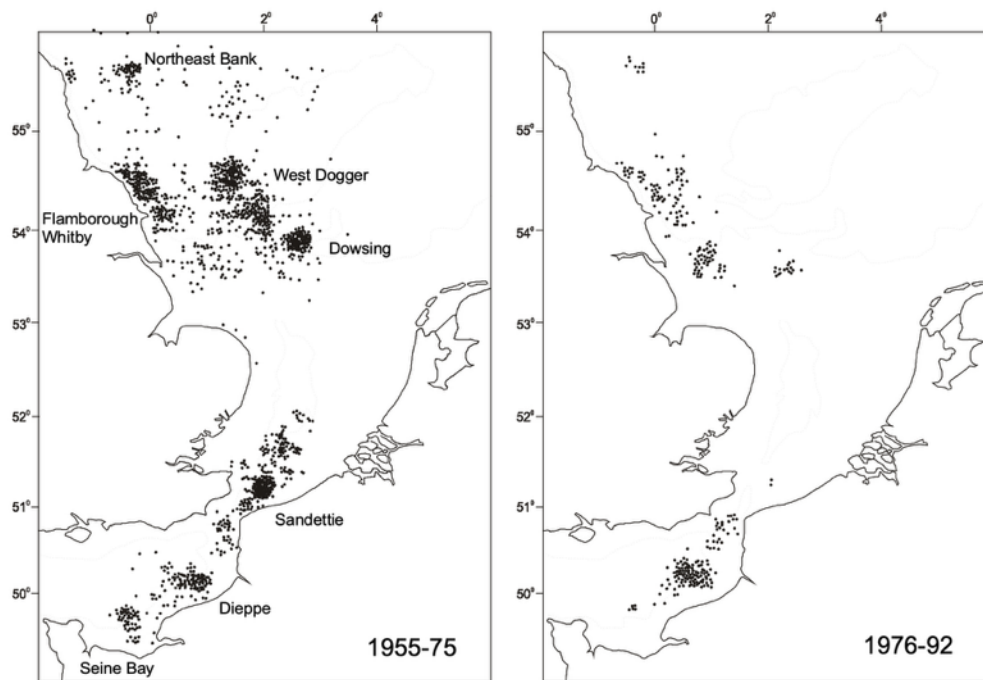 0° 2° 4°
Northeast Bank
55°
West Dogger
Flamborough
Whitby
54°
Dowsing
53°
52°
51°
Sandettie
50°
Dieppe
1955-75
Seine Bay
0° 2° 4°
55°
54°
53°
52°
51°
50°
1976-92